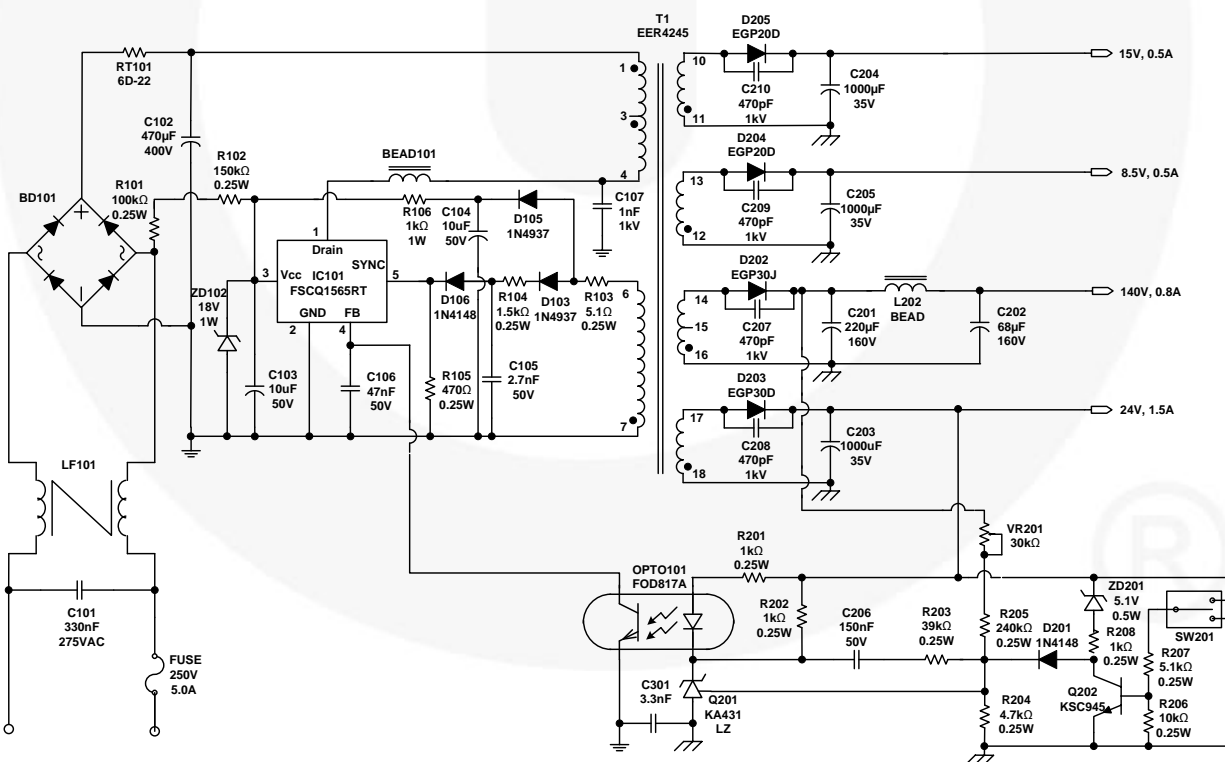 T1
EER4245
D205
EGP20D
RT101
6D-22
1
10
C210
470pF
1kV
C204
1000µF
35V
15V, 0.5A
C102
470µF
400V
3
11
D204
EGP20D
BEAD101
4
13
C209
470pF
1kV
C205
1000µF
35V
8.5V, 0.5A
R102
150kΩ
0.25W
R101
100kΩ
0.25W
BD101
R106
1kΩ
1W
C104
10uF
50V
D105
1N4937
C107
1nF
1kV
12
1
Drain
SYNC
3
Vcc
IC101
FSCQ1565RT
5
GND
FB
2
4
D106
1N4148
R104
1.5kΩ
0.25W
D103
1N4937
R103
5.1Ω
0.25W
6
D202
EGP30J
14
15
16
C207
470pF
1kV
C201
220µF
160V
L202
BEAD
C202
68µF
160V
140V, 0.8A
ZD102
18V
1W
C103
10uF
50V
C106
47nF
50V
R105
470Ω
0.25W
C105
2.7nF
50V
7
D203
EGP30D
17
18
C208
470pF
1kV
C203
1000uF
35V
24V, 1.5A
LF101
C101
330nF
275VAC
FUSE
250V
5.0A
VR201
30kΩ
R201
1kΩ
0.25W
OPTO101
FOD817A
R202
1kΩ
0.25W
C206
150nF
50V
R203
39kΩ
0.25W
R205
240kΩ
0.25W
D201
1N4148
ZD201
5.1V
0.5W
R208
1kΩ
0.25W
R207
5.1kΩ
0.25W
SW201
C301
3.3nF
Q201
KA431
LZ
R204
4.7kΩ
0.25W
Q202
KSC945
R206
10kΩ
0.25W
®